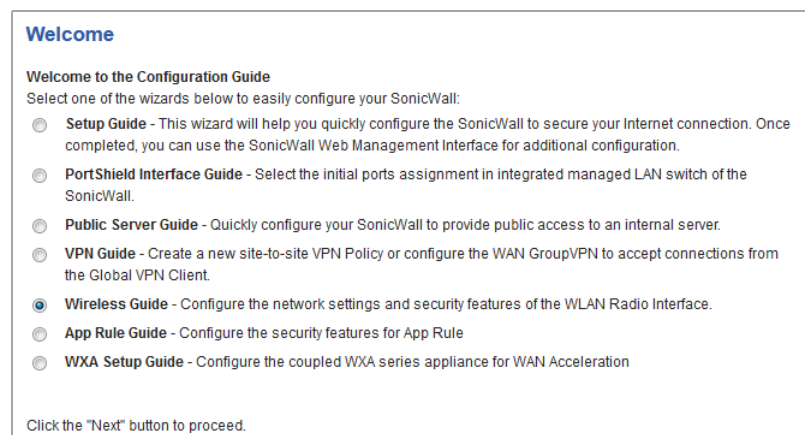 Welcome
Welcome to the Configuration Guide
Select one of the wizards below to easily configure your SonicWall:
Setup Guide - This wizard will help you quickly configure the SonicWall to secure your Internet connection. Once
completed, you can use the SonicWall Web Management Interface for additional configuration.
PortShield Interface Guide - Select the initial ports assignment in integrated managed LAN switch of the
SonicWall.
Public Server Guide - Quickly configure your SonicWall to provide public access to an internal server.
VPN Guide - Create a new site-to-site VPN Policy or configure the WAN GroupVPN to accept connections from
the Global VPN Client.
Wireless Guide - Configure the network settings and security features of the WLAN Radio Interface.
App Rule Guide - Configure the security features for App Rule
WXA Setup Guide - Configure the coupled WXA series appliance for WAN Acceleration
Click the "Next" button to proceed.